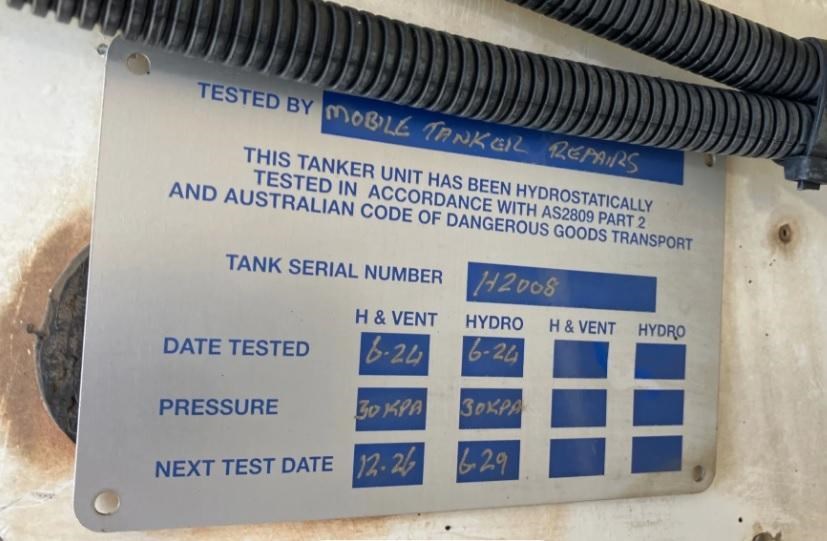 TESTED BY MOBILE TANKER REPAIRS
THIS TANKER UNIT HAS BEEN HYDROSTATICALLY
TESTED IN ACCORDANCE WITH AS2809 PART 2
AND AUSTRALIAN CODE OF DANGEROUS GOODS TRANSPORT
TANK SERIAL NUMBER H2008
H & VENT HYDRO H & VENT HYDRO
DATE TESTED 6-24 6-24
PRESSURE 30KPA 30KPA
NEXT TEST DATE 12-26 6-29